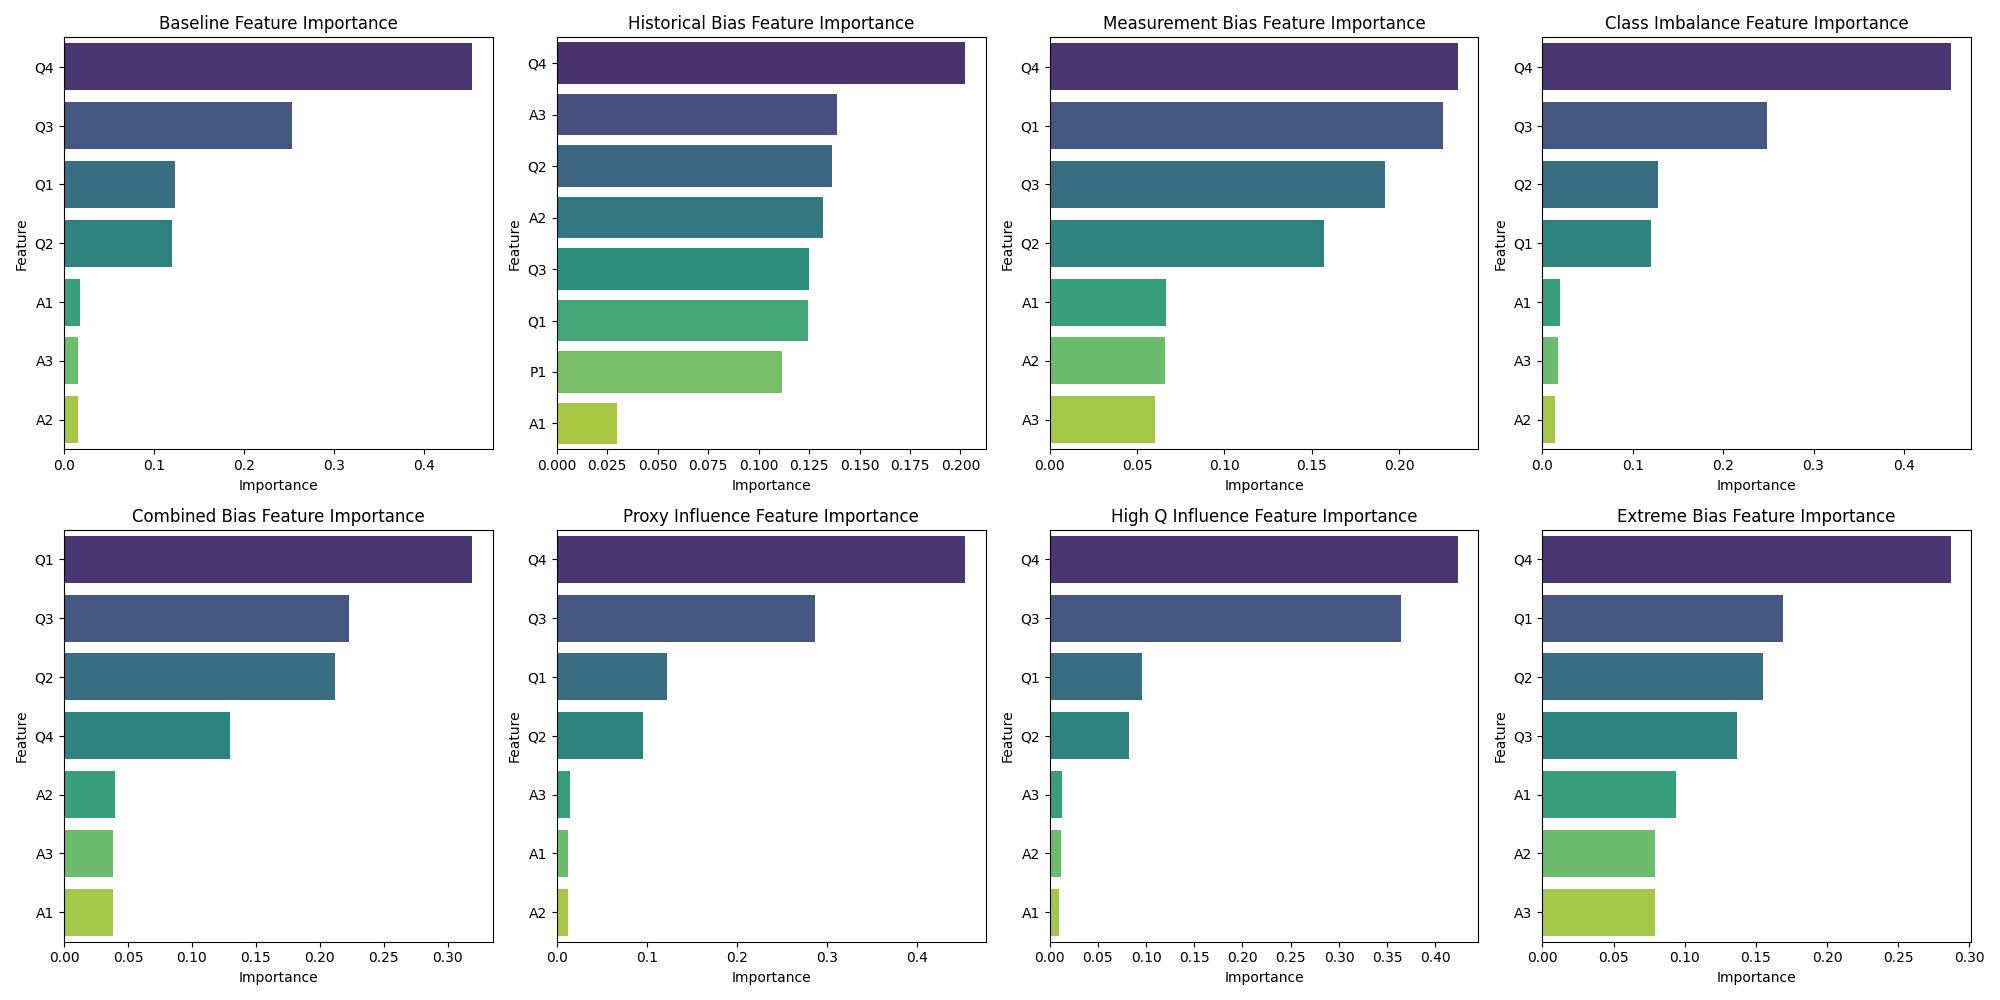 Baseline Feature Importance
Feature
Q4
Q3
Q1
Q2
A1
A3
A2
0.0 0.1 0.2 0.3 0.4
Importance
Historical Bias Feature Importance
Feature
Q4
A3
Q2
A2
Q3
Q1
P1
A1
0.000 0.025 0.050 0.075 0.100 0.125 0.150 0.175 0.200
Importance
Measurement Bias Feature Importance
Feature
Q4
Q1
Q3
Q2
A1
A2
A3
0.00 0.05 0.10 0.15 0.20
Importance
Class Imbalance Feature Importance
Feature
Q4
Q3
Q2
Q1
A1
A3
A2
0.0 0.1 0.2 0.3 0.4
Importance
Combined Bias Feature Importance
Feature
Q1
Q3
Q2
Q4
A2
A3
A1
0.00 0.05 0.10 0.15 0.20 0.25 0.30
Importance
Proxy Influence Feature Importance
Feature
Q4
Q3
Q1
Q2
A3
A1
A2
0.0 0.1 0.2 0.3 0.4
Importance
High Q Influence Feature Importance
Feature
Q4
Q3
Q1
Q2
A3
A2
A1
0.00 0.05 0.10 0.15 0.20 0.25 0.30 0.35 0.40
Importance
Extreme Bias Feature Importance
Feature
Q4
Q1
Q2
Q3
A1
A2
A3
0.00 0.05 0.10 0.15 0.20 0.25 0.30
Importance